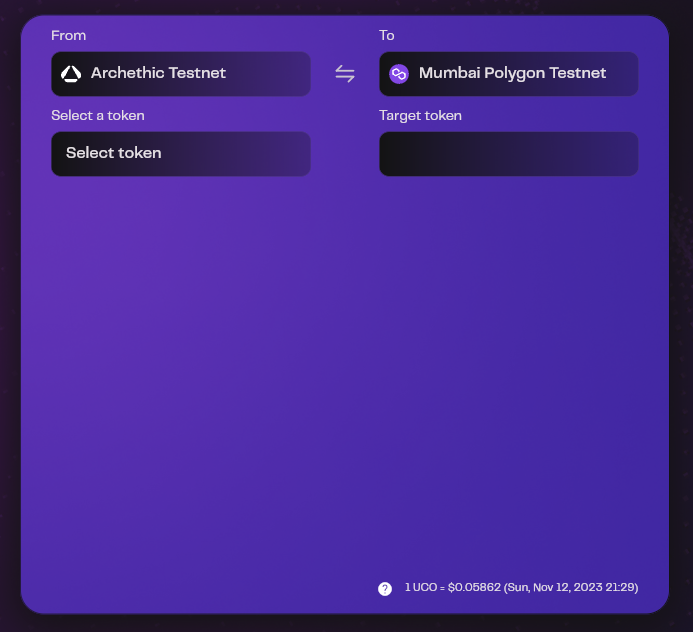 From
To
Archethic Testnet
Mumbai Polygon Testnet
Select a token
Target token
Select token
? 1 UCO = $0.05862 (Sun, Nov 12, 2023 21:29)